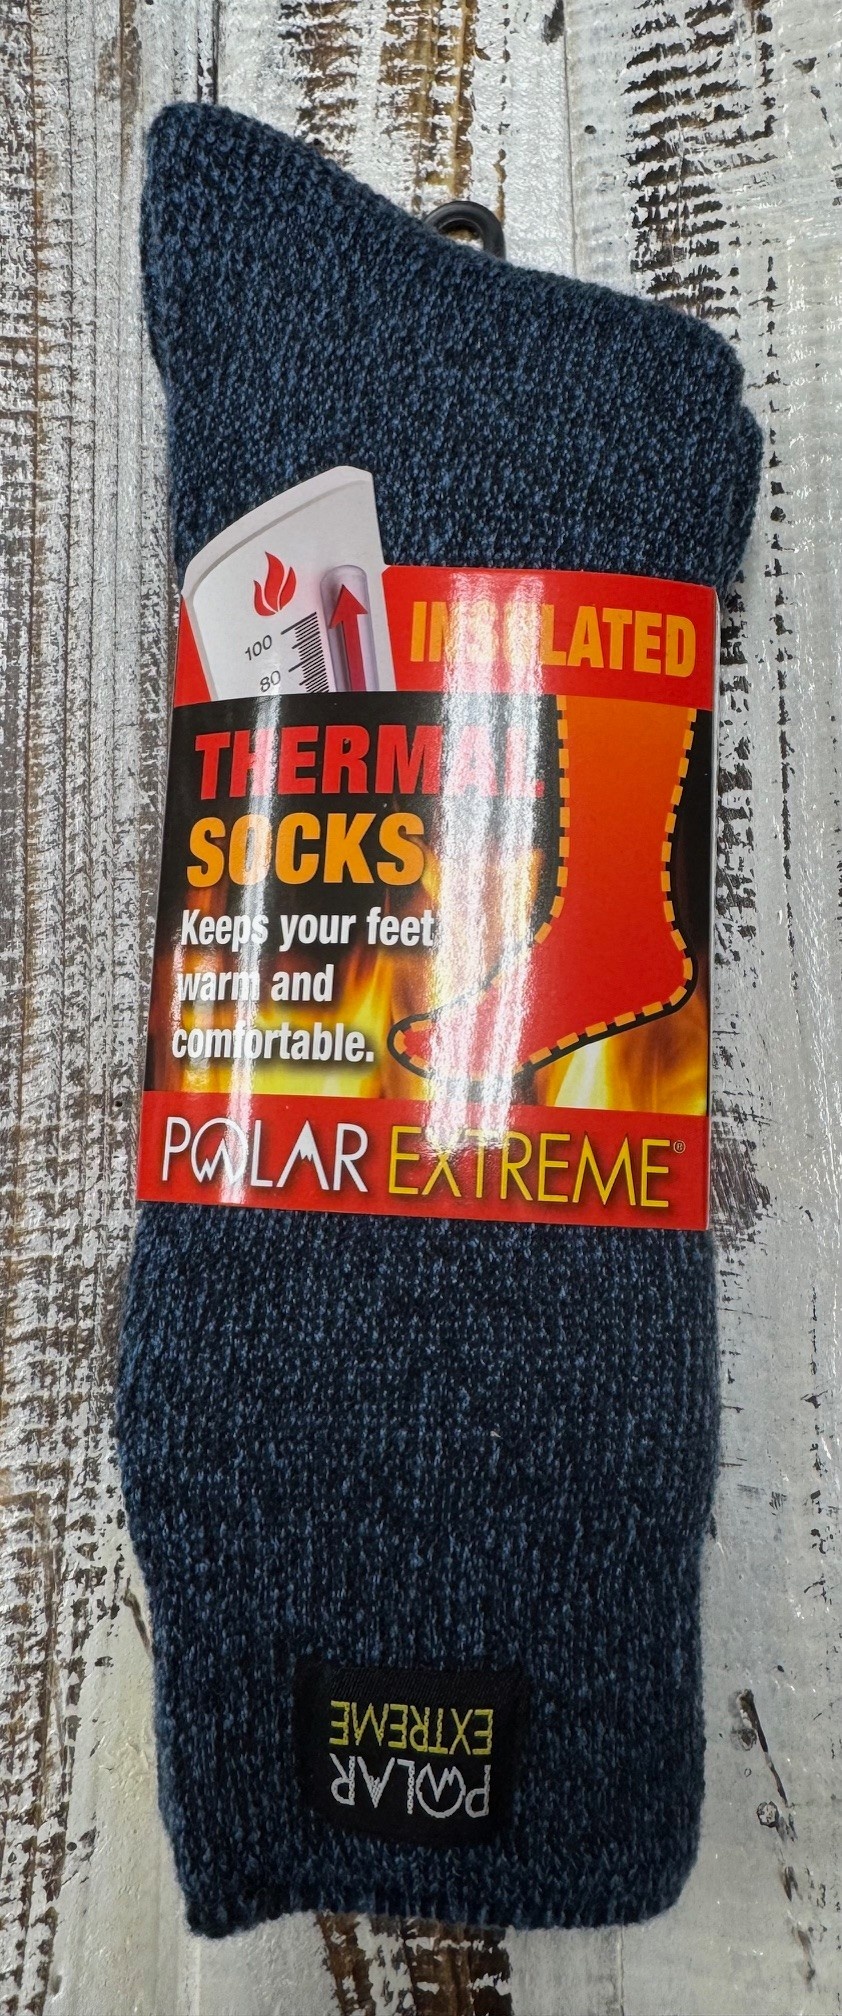 INSULATED
100
80
THERMAL
SOCKS
Keeps your feet
warm and
comfortable.
POLAR EXTREME®
POLAR
EXTREME